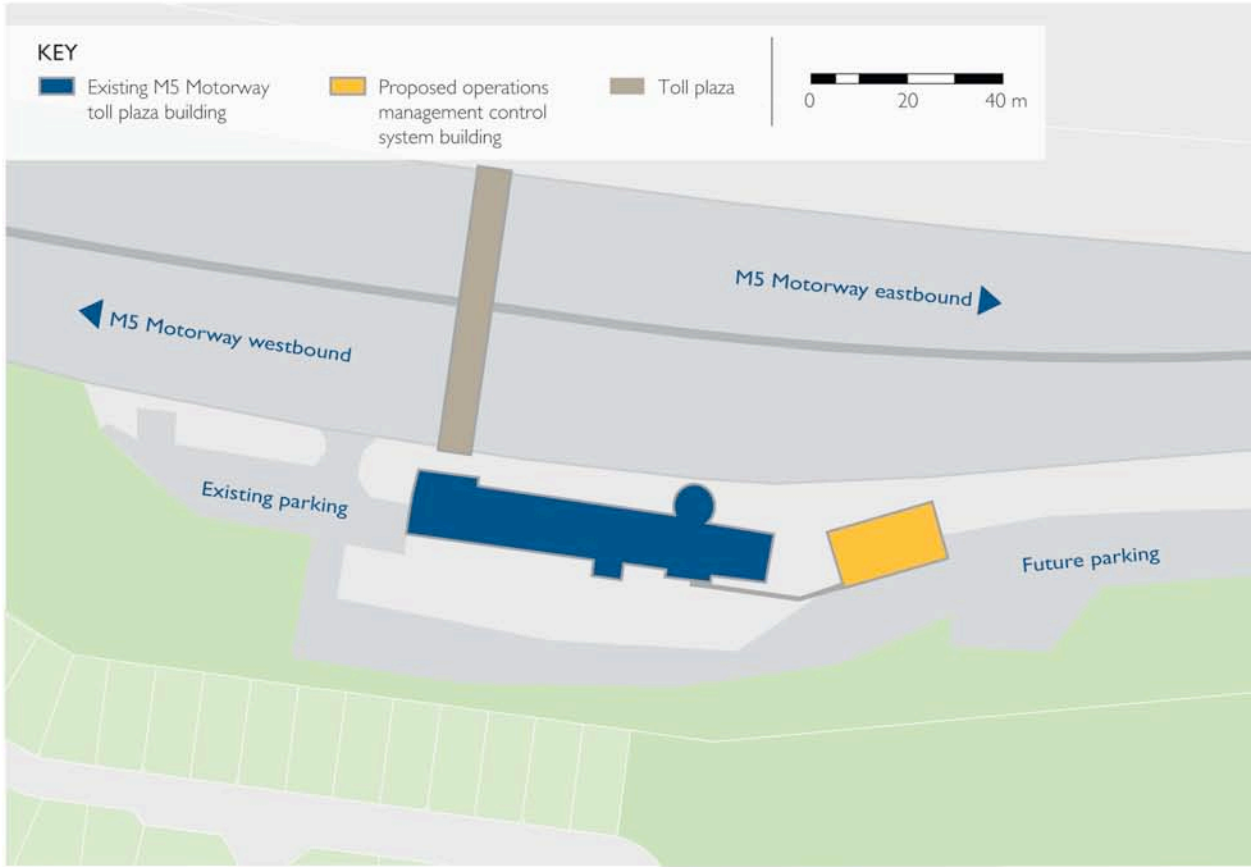 KEY
Existing M5 Motorway
toll plaza building
Proposed operations
management control
system building
Toll plaza
0 20 40 m
M5 Motorway eastbound
M5 Motorway westbound
Existing parking
Future parking